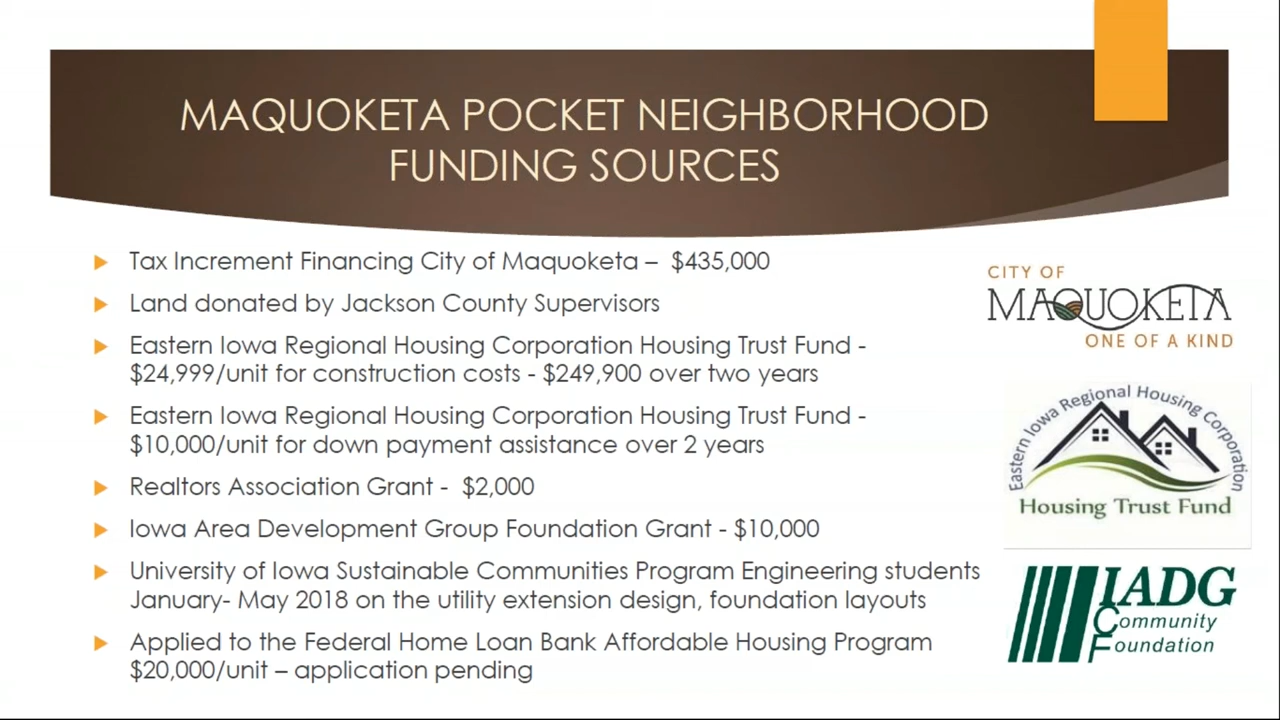 MAQUOKETA POCKET NEIGHBORHOOD
FUNDING SOURCES
Tax Increment Financing City of Maquoketa – $435,000
Land donated by Jackson County Supervisors
Eastern Iowa Regional Housing Corporation Housing Trust Fund -
$24,999/unit for construction costs - $249,900 over two years
Eastern Iowa Regional Housing Corporation Housing Trust Fund -
$10,000/unit for down payment assistance over 2 years
Realtors Association Grant - $2,000
Iowa Area Development Group Foundation Grant - $10,000
University of Iowa Sustainable Communities Program Engineering students
January- May 2018 on the utility extension design, foundation layouts
Applied to the Federal Home Loan Bank Affordable Housing Program
$20,000/unit – application pending
CITY OF
MAQUOKETA
ONE OF A KIND
Eastern Iowa Regional Housing Corporation
Housing Trust Fund
IADG
Community
Foundation